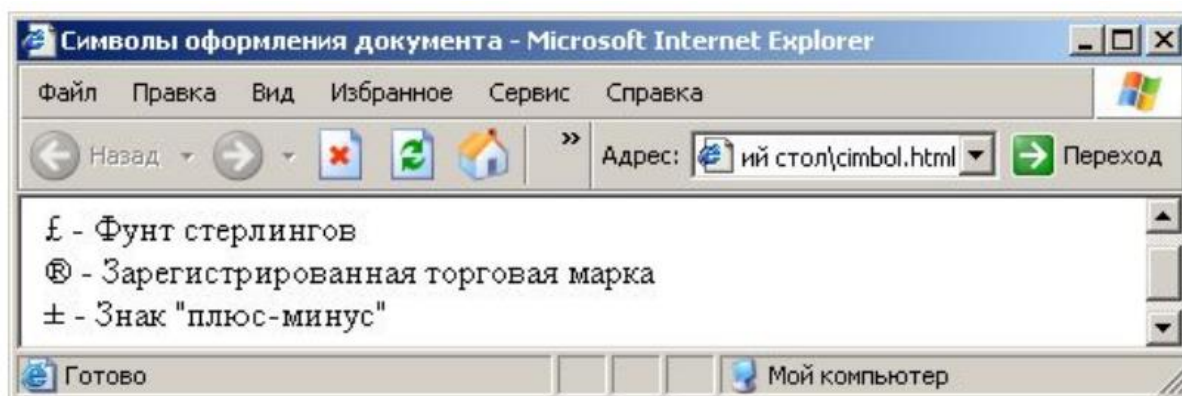 Символы оформления документа - Microsoft Internet Explorer
Файл Правка Вид Избранное Сервис Справка
Назад » Адрес: ий стол\cimbol.html Переход
£ - Фунт стерлингов
® - Зарегистрированная торговая марка
± - Знак "плюс-минус"
Готово Мой компьютер